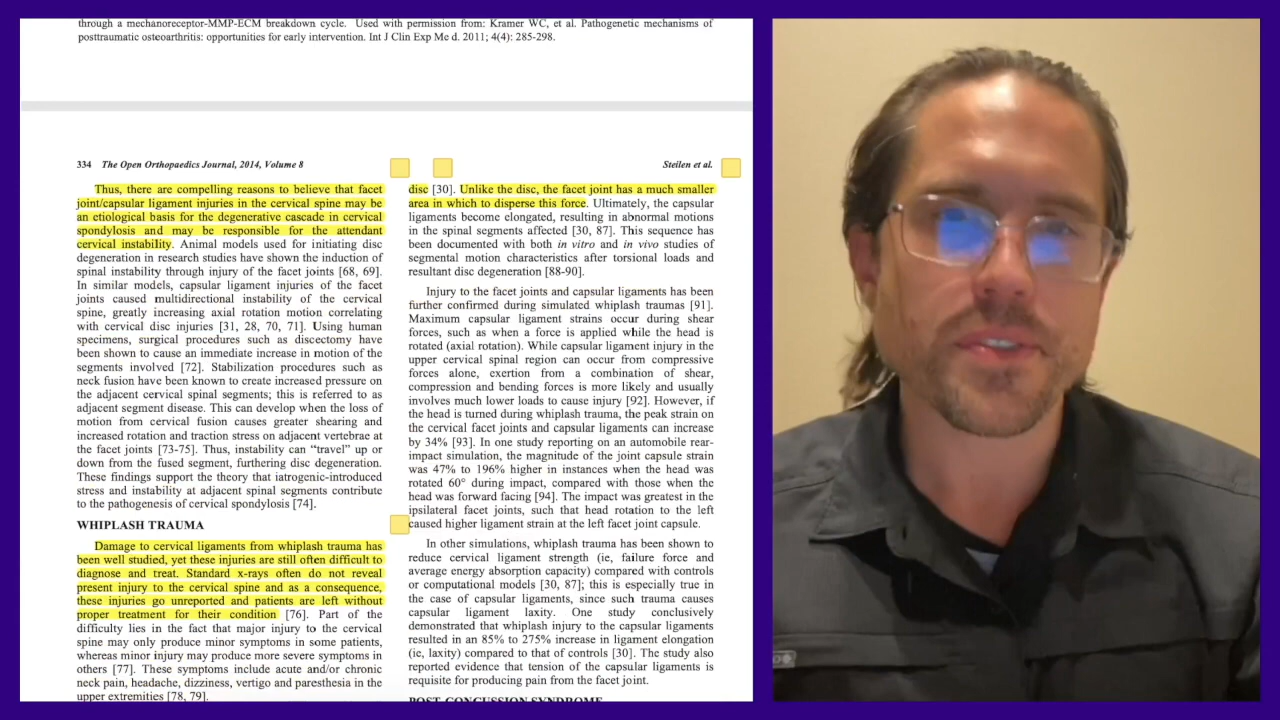 through a mechanoreceptor-MMP-ECM breakdown cycle. Used with permission from: Kramer WC, et al. Pathogenetic mechanisms of
posttraumatic osteoarthritis: opportunities for early intervention. Int J Clin Exp Me d. 2011; 4(4): 285-298.
334 The Open Orthopaedics Journal, 2014, Volume 8
Steilen et al.
Thus, there are compelling reasons to believe that facet
joint/capsular ligament injuries in the cervical spine may be
an etiological basis for the degenerative cascade in cervical
spondylosis and may be responsible for the attendant
cervical instability. Animal models used for initiating disc
degeneration in research studies have shown the induction of
spinal instability through injury of the facet joints [68, 69].
In similar models, capsular ligament injuries of the facet
joints caused multidirectional instability of the cervical
spine, greatly increasing axial rotation motion correlating
with cervical disc injuries [31, 28, 70, 71]. Using human
specimens, surgical procedures such as discectomy have
been shown to cause an immediate increase in motion of the
segments involved [72]. Stabilization procedures such as
neck fusion have been known to create increased pressure on
the adjacent cervical spinal segments; this is referred to as
adjacent segment disease. This can develop when the loss of
motion from cervical fusion causes greater shearing and
increased rotation and traction stress on adjacent vertebrae at
the facet joints [73-75]. Thus, instability can “travel” up or
down from the fused segment, furthering disc degeneration.
These findings support the theory that iatrogenic-introduced
stress and instability at adjacent spinal segments contribute
to the pathogenesis of cervical spondylosis [74].
WHIPLASH TRAUMA
Damage to cervical ligaments from whiplash trauma has
been well studied, yet these injuries are still often difficult to
diagnose and treat. Standard x-rays often do not reveal
present injury to the cervical spine and as a consequence,
these injuries go unreported and patients are left without
proper treatment for their condition [76]. Part of the
difficulty lies in the fact that major injury to the cervical
spine may only produce minor symptoms in some patients,
whereas minor injury may produce more severe symptoms in
others [77]. These symptoms include acute and/or chronic
neck pain, headache, dizziness, vertigo and paresthesia in the
upper extremities [78, 79].
disc [30]. Unlike the disc, the facet joint has a much smaller
area in which to disperse this force. Ultimately, the capsular
ligaments become elongated, resulting in abnormal motions
in the spinal segments affected [30, 87]. This sequence has
been documented with both in vitro and in vivo studies of
segmental motion characteristics after torsional loads and
resultant disc degeneration [88-90].
Injury to the facet joints and capsular ligaments has been
further confirmed during simulated whiplash traumas [91].
Maximum capsular ligament strains occur during shear
forces, such as when a force is applied while the head is
rotated (axial rotation). While capsular ligament injury in the
upper cervical spinal region can occur from compressive
forces alone, exertion from a combination of shear,
compression and bending forces is more likely and usually
involves much lower loads to cause injury [92]. However, if
the head is turned during whiplash trauma, the peak strain on
the cervical facet joints and capsular ligaments can increase
by 34% [93]. In one study reporting on an automobile rear-
impact simulation, the magnitude of the joint capsule strain
was 47% to 196% higher in instances when the head was
rotated 60° during impact, compared with those when the
head was forward facing [94]. The impact was greatest in the
ipsilateral facet joints, such that head rotation to the left
caused higher ligament strain at the left facet joint capsule.
In other simulations, whiplash trauma has been shown to
reduce cervical ligament strength (ie, failure force and
average energy absorption capacity) compared with controls
or computational models [30, 87]; this is especially true in
the case of capsular ligaments, since such trauma causes
capsular ligament laxity. One study conclusively
demonstrated that whiplash injury to the capsular ligaments
resulted in an 85% to 275% increase in ligament elongation
(ie, laxity) compared to that of controls [30]. The study also
reported evidence that tension of the capsular ligaments is
requisite for producing pain from the facet joint.
POST-CONCUSSION SYNDROME